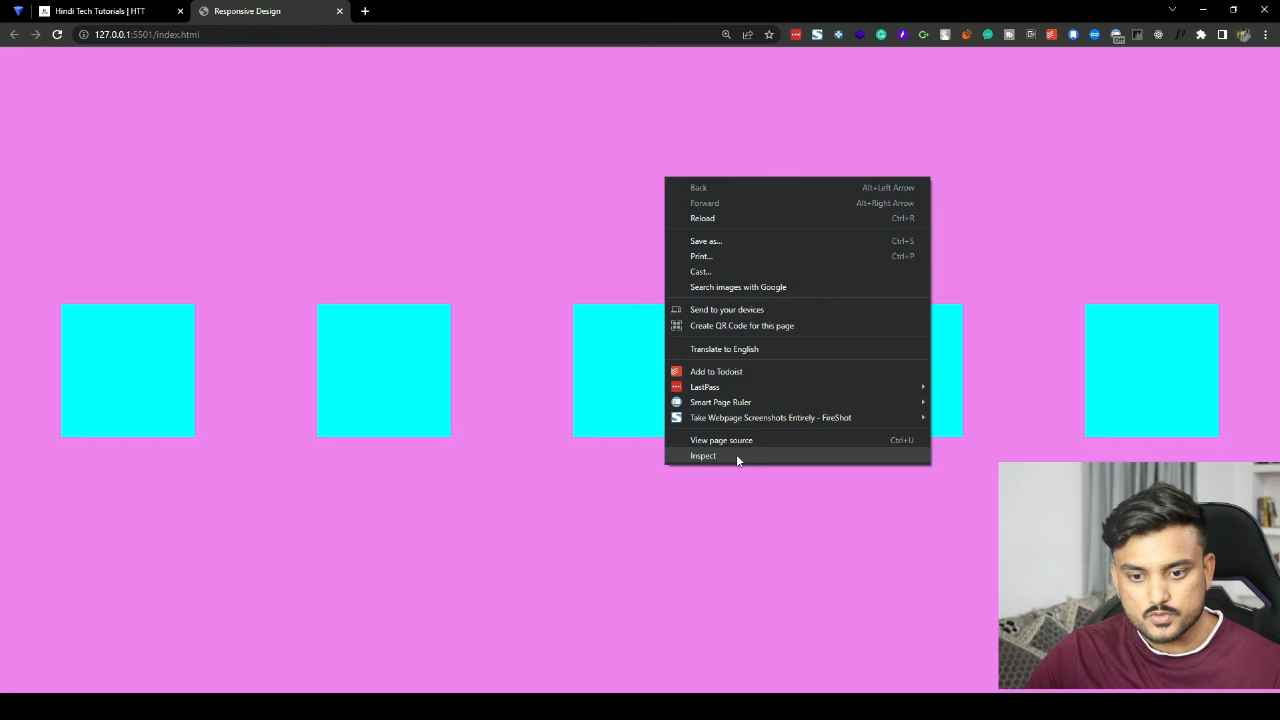 Hindi Tech Tutorials | HTT
Responsive Design
127.0.0.1:5501/index.html
Back Alt+Left Arrow
Forward Alt+Right Arrow
Reload Ctrl+R
Save as... Ctrl+S
Print... Ctrl+P
Cast...
Search images with Google
Send to your devices
Create QR Code for this page
Translate to English
Add to Todoist
LastPass
Smart Page Ruler
Take Webpage Screenshots Entirely - FireShot
View page source Ctrl+U
Inspect